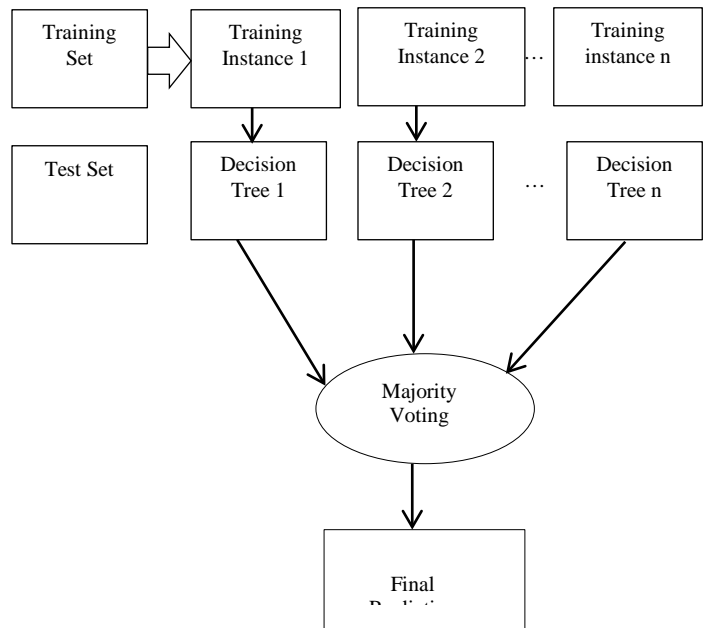 Training
Set
Training
Instance 1
Training
Instance 2
...
Training
instance n
Test Set
Decision
Tree 1
Decision
Tree 2
...
Decision
Tree n
Majority
Voting
Final